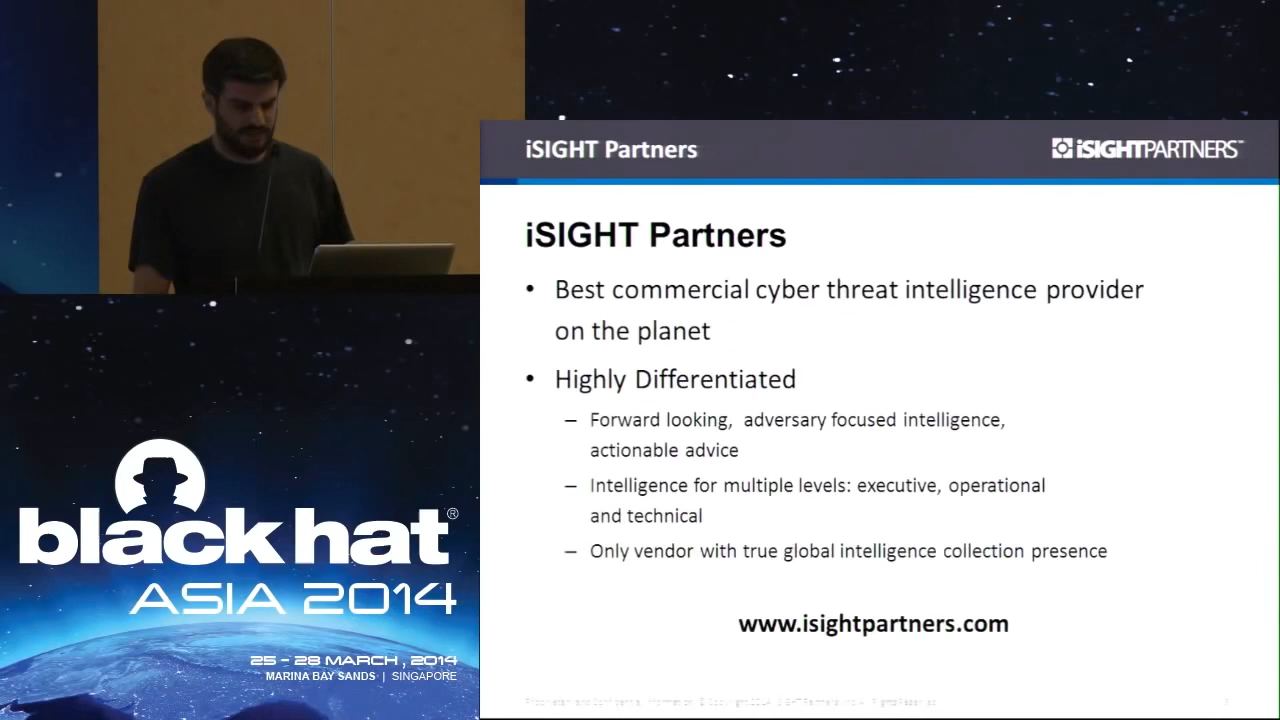 iSIGHT Partners
iSIGHTPARTNERS™
iSIGHT Partners
• Best commercial cyber threat intelligence provider
on the planet
• Highly Differentiated
– Forward looking, adversary focused intelligence,
actionable advice
– Intelligence for multiple levels: executive, operational
and technical
– Only vendor with true global intelligence collection presence
www.isightpartners.com
black hat®
ASIA 2014
25 - 28 MARCH, 2014
MARINA BAY SANDS | SINGAPORE